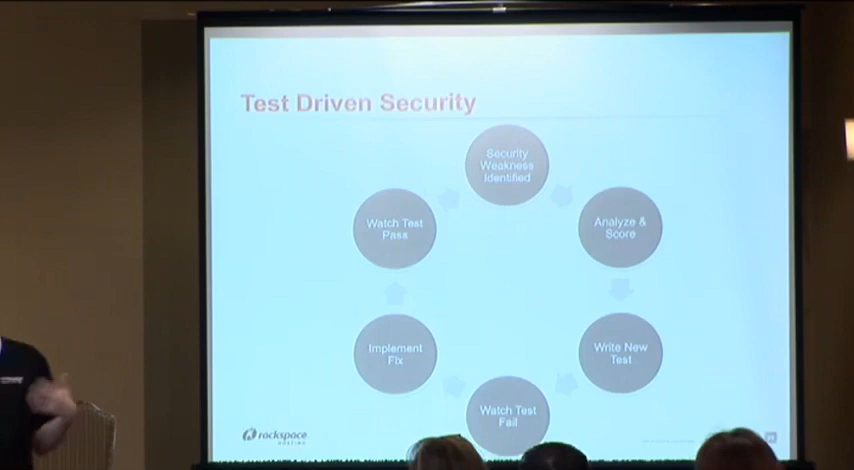 Test Driven Security
Security
Weakness
Identified
Analyze &
Score
Write New
Test
Watch Test
Fail
Implement
Fix
Watch Test
Pass
rackspace
HOSTING